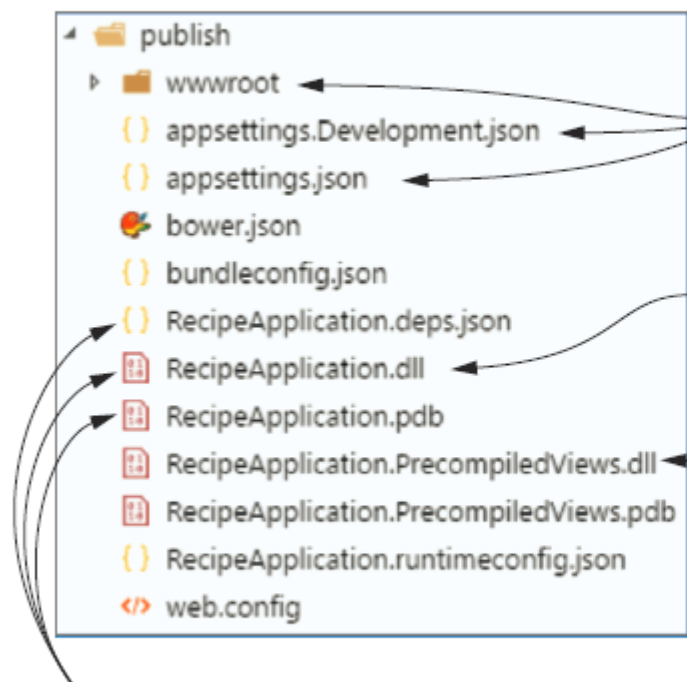 publish
wwwroot
appsettings.Development.json
appsettings.json
bower.json
bundleconfig.json
RecipeApplication.deps.json
RecipeApplication.dll
RecipeApplication.pdb
RecipeApplication.PrecompiledViews.dll
RecipeApplication.PrecompiledViews.pdb
RecipeApplication.runtimeconfig.json
web.config